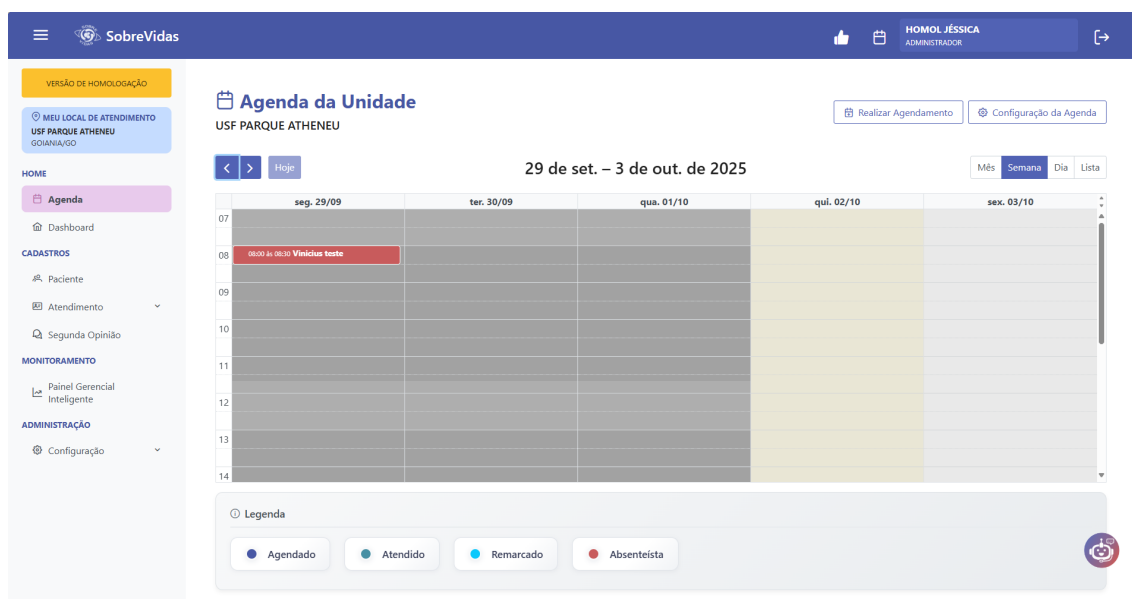 SobreVidas
HOMOL JÉSSICA
ADMINISTRADOR
VERSÃO DE HOMOLOGAÇÃO
MEU LOCAL DE ATENDIMENTO
USF PARQUE ATHENEU
GOIANIA/GO
HOME
Agenda
Dashboard
CADASTROS
Paciente
Atendimento
Segunda Opinião
MONITORAMENTO
Painel Gerencial
Inteligente
ADMINISTRAÇÃO
Configuração
Agenda da Unidade
USF PARQUE ATHENEU
Realizar Agendamento
Configuração da Agenda
Hoje
29 de set. – 3 de out. de 2025
Mês Semana Dia Lista
seg. 29/09 ter. 30/09 qua. 01/10 qui. 02/10 sex. 03/10
07
08 08:00 às 08:30 Vinicius teste
09
10
11
12
13
14
Legenda
Agendado Atendido Remarcado Absenteísta